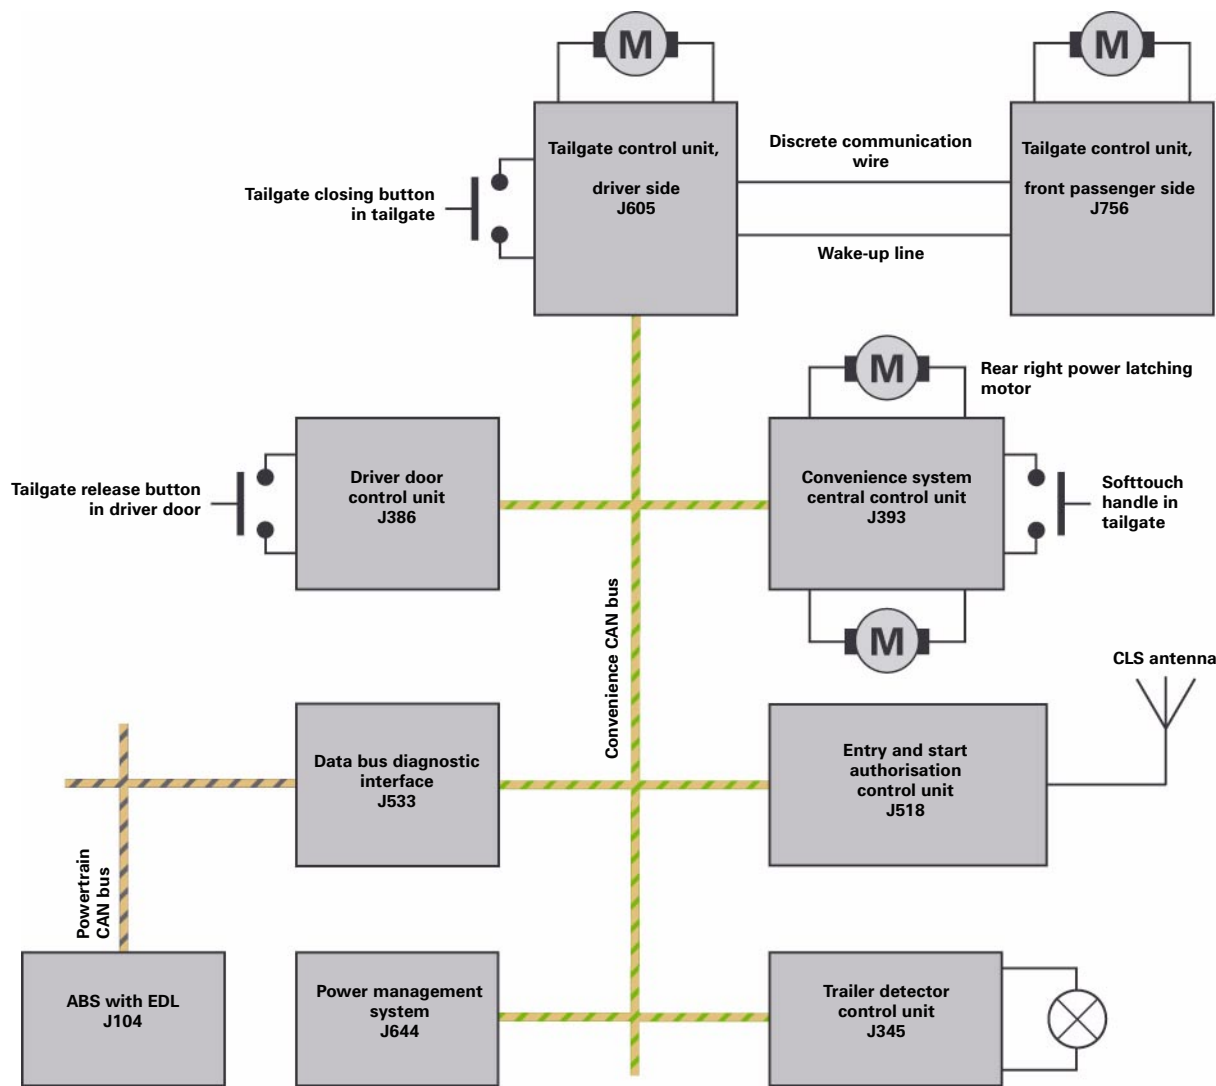 M
M
Tailgate control unit,
driver side
J605
Discrete communication
wire
Wake-up line
Tailgate control unit,
front passenger side
J756
Tailgate closing button
in tailgate
M
Rear right power latching
motor
Tailgate release button
in driver door
Driver door
control unit
J386
Convenience system
central control unit
J393
Softtouch
handle in
tailgate
M
Convenience CAN bus
CLS antenna
Data bus diagnostic
interface
J533
Entry and start
authorisation
control unit
J518
Powertrain
CAN bus
ABS with EDL
J104
Power management
system
J644
Trailer detector
control unit
J345